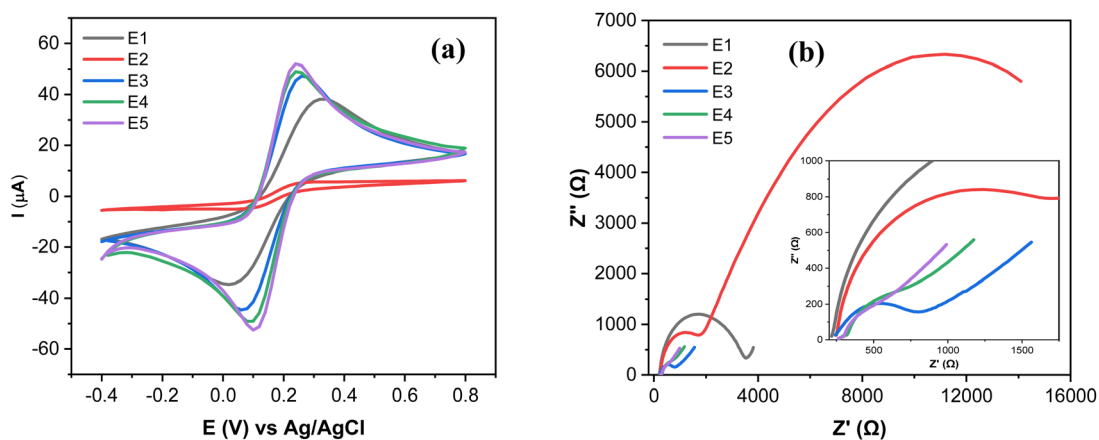 (a)
E1
E2
E3
E4
E5
60
40
20
0
-20
-40
-60
I (µA)
-0.4 -0.2 0.0 0.2 0.4 0.6 0.8
E (V) vs Ag/AgCl
(b)
E1
E2
E3
E4
E5
7000
6000
5000
4000
3000
2000
1000
0
Z'' (Ω)
0 4000 8000 12000 16000
Z' (Ω)
1000
800
600
400
200
0
Z'' (Ω)
500 1000 1500
Z' (Ω)